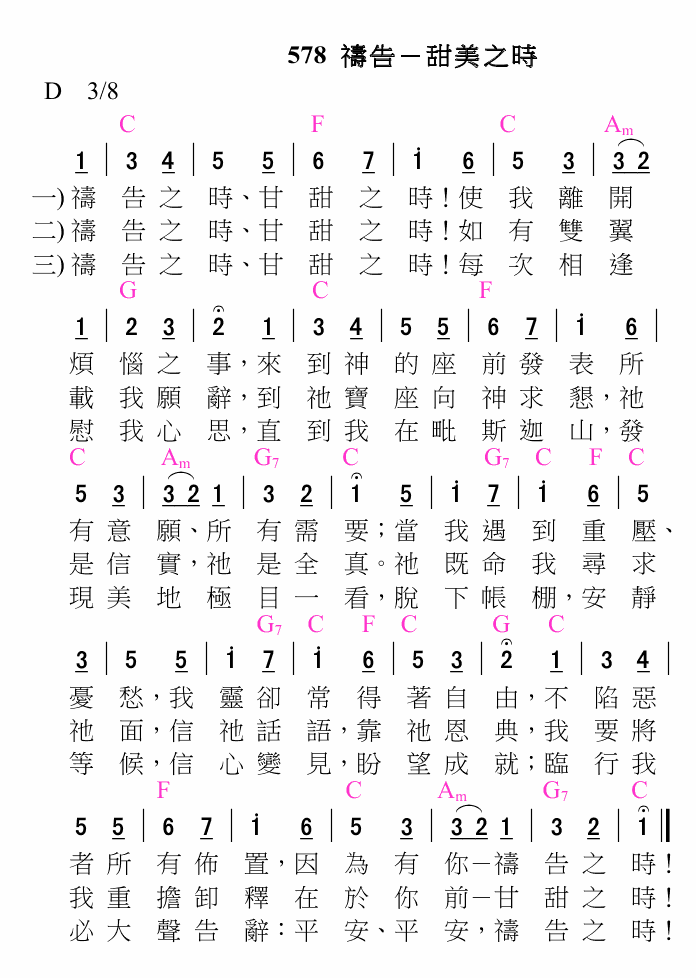 578 禱告－甜美之時
D 3/8
C F C Am
1 | 3 4 | 5 5 | 6 7 | i 6 | 5 3 | 3 2
一) 禱 告 之 時、甘 甜 之 時！使 我 離 開
二) 禱 告 之 時、甘 甜 之 時！如 有 雙 翼
三) 禱 告 之 時、甘 甜 之 時！每 次 相 逢
G C F
1 | 2 3 | 2 1 | 3 4 | 5 5 | 6 7 | i 6 |
煩 惱 之 事，來 到 神 的 座 前 發 表 所
載 我 願 辭，到 祂 寶 座 向 神 求 懇，祂
慰 我 心 思，直 到 我 在 毗 斯 迦 山，發
C Am G7 C G7 C F C
5 3 | 3 2 1 | 3 2 | 1 5 | i 7 | i 6 | 5
有 意 願、所 有 需 要；當 我 遇 到 重 壓、
是 信 實，祂 是 全 真。祂 既 命 我 尋 求
現 美 地 極 目 一 看，脫 下 帳 棚，安 靜
G7 C F C G C
3 | 5 5 | i 7 | i 6 | 5 3 | 2 1 | 3 4 |
憂 愁，我 靈 卻 常 得 著 自 由，不 陷 惡
祂 面，信 祂 話 語，靠 祂 恩 典，我 要 將
等 候，信 心 變 見，盼 望 成 就；臨 行 我
F C Am G7 C
5 5 | 6 7 | i 6 | 5 3 | 3 2 1 | 3 2 | i ||
者 所 有 佈 置，因 為 有 你－禱 告 之 時！
我 重 擔 卸 釋 在 於 你 前－甘 甜 之 時！
必 大 聲 告 辭：平 安、平 安，禱 告 之 時！